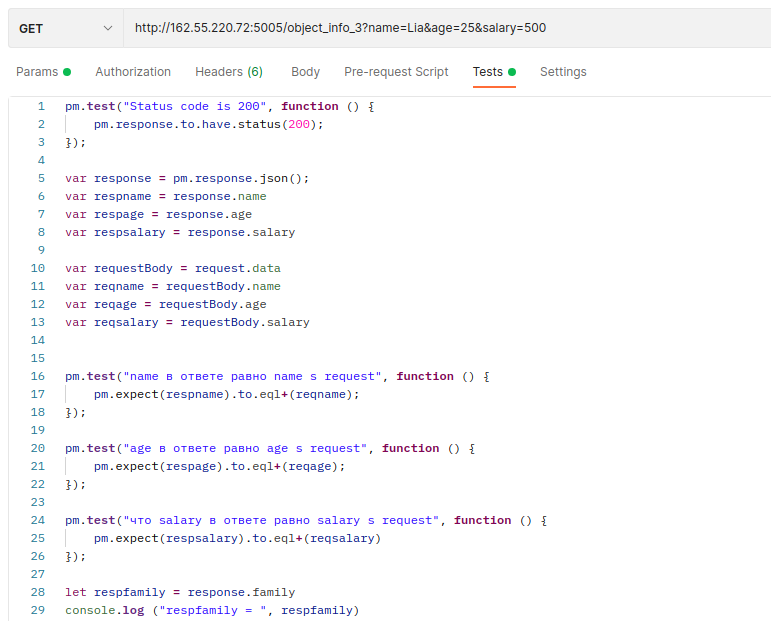 GET http://162.55.220.72:5005/object_info_3?name=Lia&age=25&salary=500
Params Authorization Headers (6) Body Pre-request Script Tests Settings
1 pm.test("Status code is 200", function () {
2 pm.response.to.have.status(200);
3 });
4
5 var response = pm.response.json();
6 var respname = response.name
7 var respage = response.age
8 var respsalary = response.salary
9
10 var requestBody = request.data
11 var reqname = requestBody.name
12 var reqage = requestBody.age
13 var reqsalary = requestBody.salary
14
15
16 pm.test("name в ответе равно name s request", function () {
17 pm.expect(respname).to.eql+(reqname);
18 });
19
20 pm.test("age в ответе равно age s request", function () {
21 pm.expect(respage).to.eql+(reqage);
22 });
23
24 pm.test("что salary в ответе равно salary s request", function () {
25 pm.expect(respsalary).to.eql+(reqsalary)
26 });
27
28 let respfamily = response.family
29 console.log ("respfamily = ", respfamily)